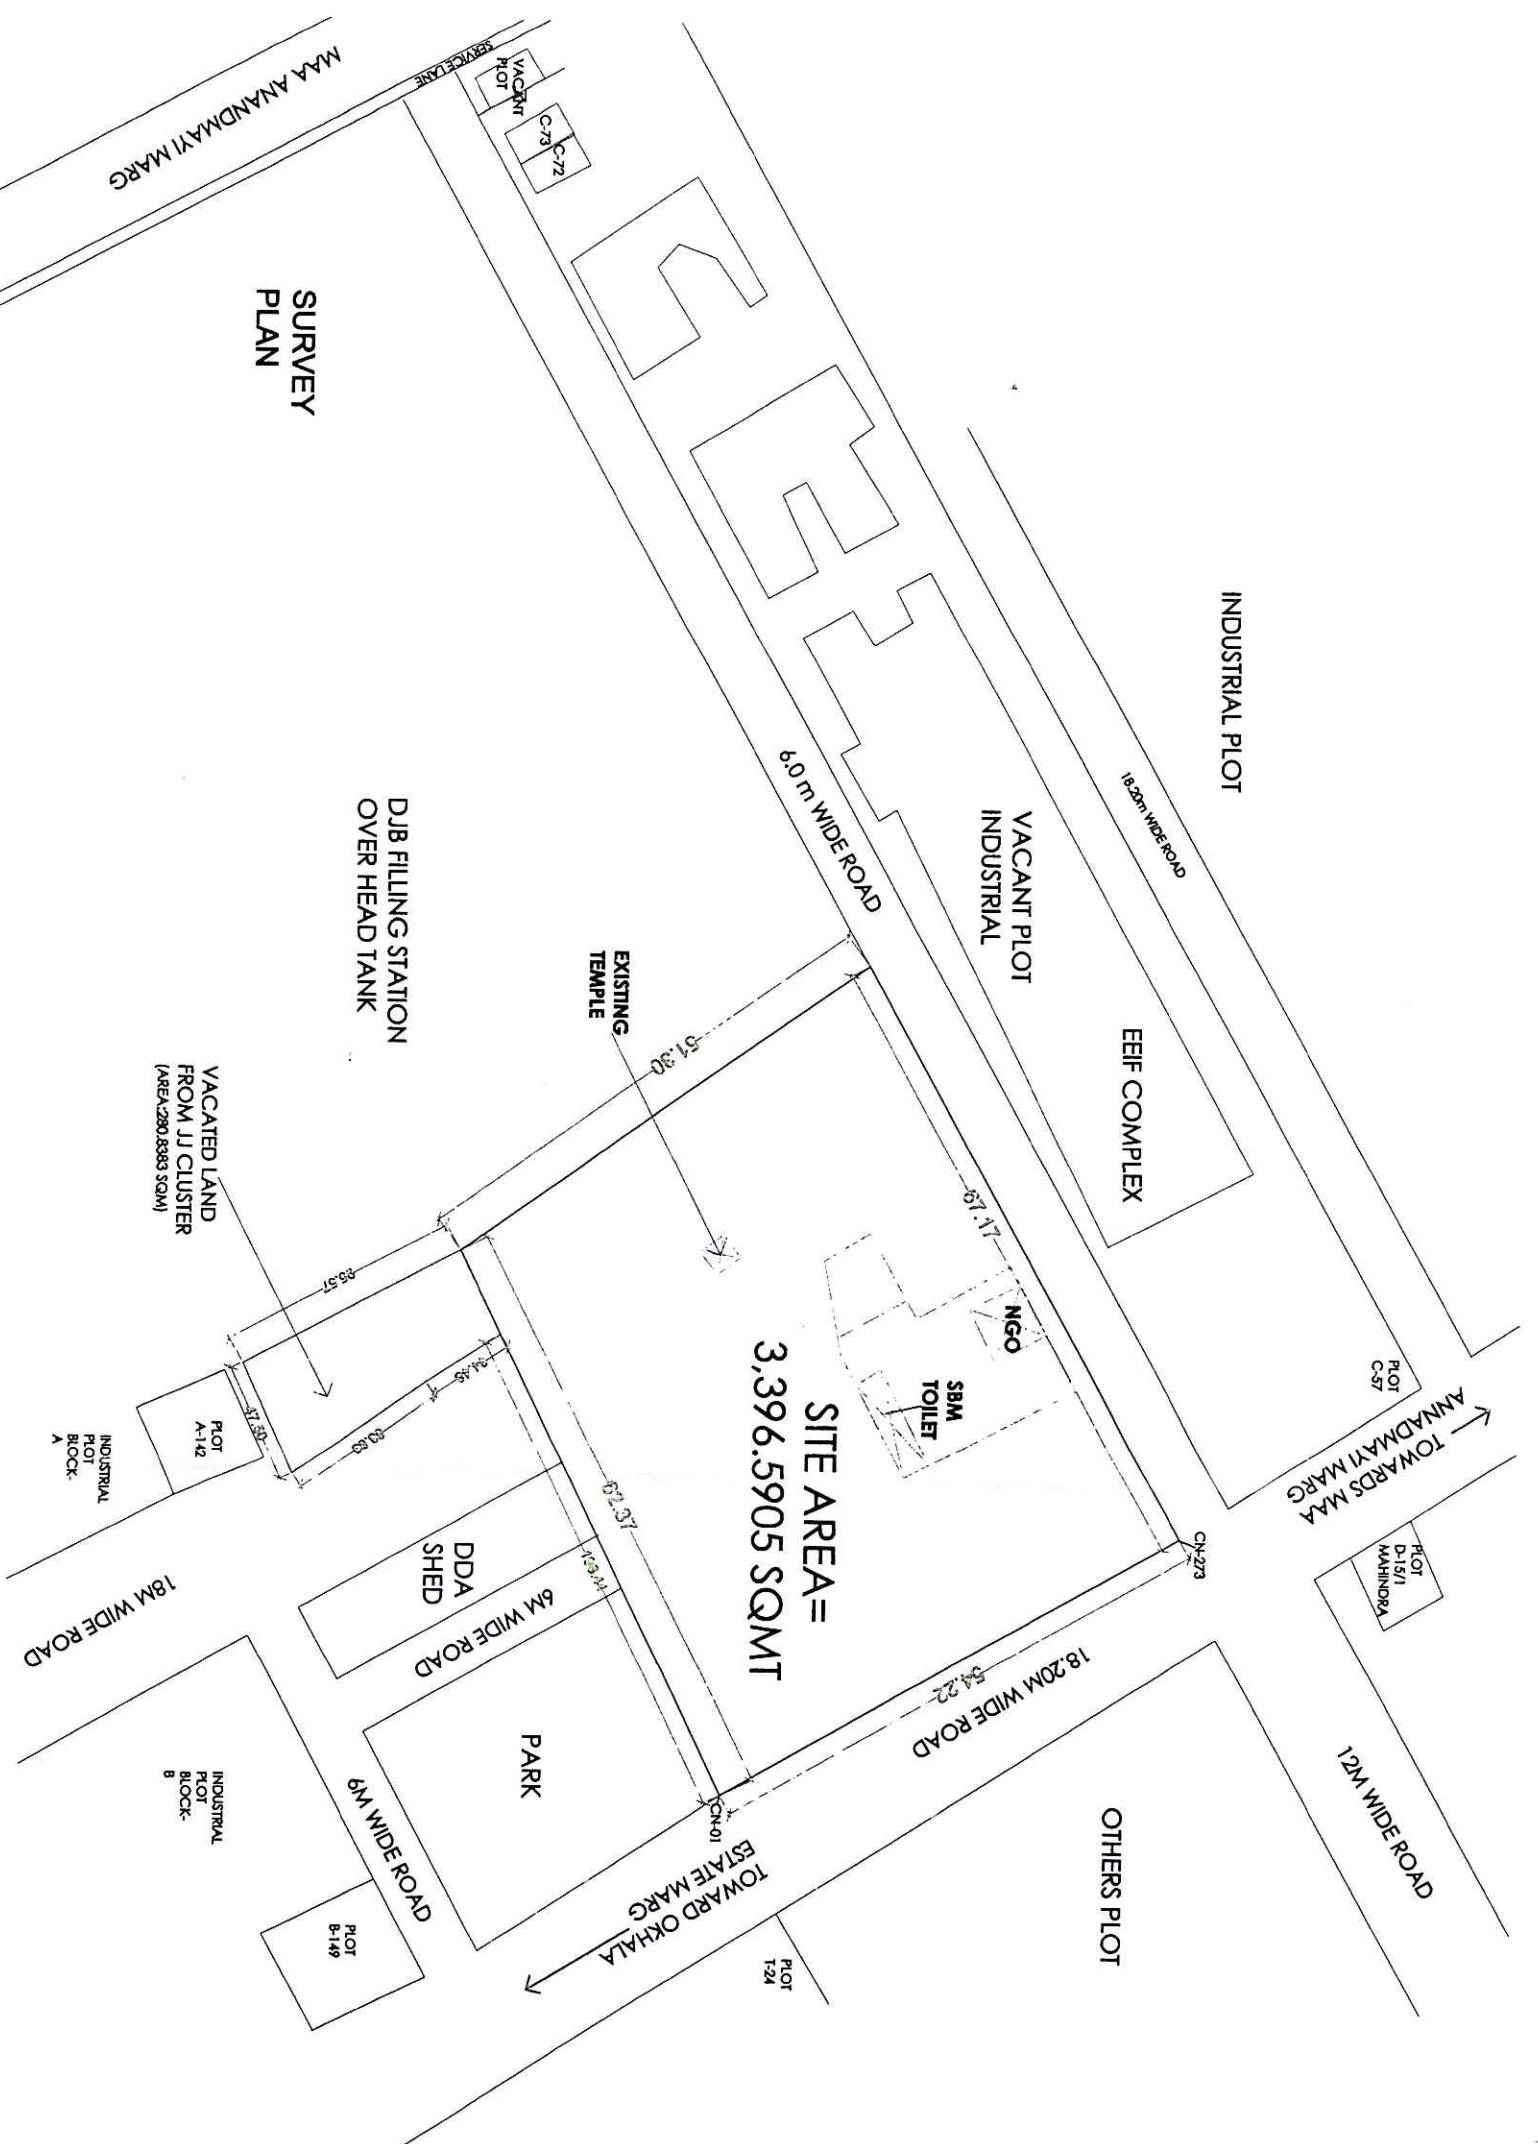 SURVEY
PLAN
MAA ANANDMAYI MARG
SERVICE LANE
VACANT
PLOT
C-73
C-72
INDUSTRIAL PLOT
18.20m WIDE ROAD
6.0 m WIDE ROAD
VACANT PLOT
INDUSTRIAL
EEIF COMPLEX
PLOT
C-57
TOWARDS MAA
ANNADMAYI MARG
PLOT
D-15/1
MAHINDRA
12M WIDE ROAD
OTHERS PLOT
CN-273
67.17
NGO
SBM
TOILET
EXISTING
TEMPLE
51.30
SITE AREA=
3,396.5905 SQMT
54.22
18.20M WIDE ROAD
62.37
CN-01
TOWARD OKHALA
ESTATE MARG
PLOT
T-24
DJB FILLING STATION
OVER HEAD TANK
VACATED LAND
FROM JJ CLUSTER
(AREA:280.8383 SQM)
DDA
SHED
6M WIDE ROAD
PARK
6M WIDE ROAD
18M WIDE ROAD
PLOT
A-142
INDUSTRIAL
PLOT
BLOCK-
A
INDUSTRIAL
PLOT
BLOCK-
B
PLOT
B-149